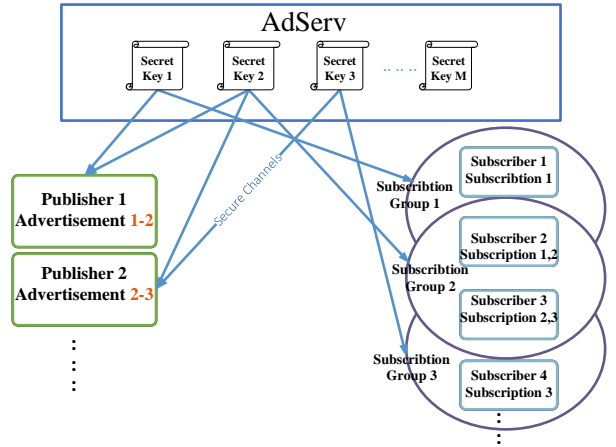 AdServ
Secret
Key 1
Secret
Key 2
Secret
Key 3
Secret
Key M
Secure Channels
Publisher 1
Advertisement 1-2
Publisher 2
Advertisement 2-3
Subscribtion
Group 1
Subscriber 1
Subscribtion 1
Subscriber 2
Subscription 1,2
Subscribtion
Group 2
Subscriber 3
Subscription 2,3
Subscribtion
Group 3
Subscriber 4
Subscription 3